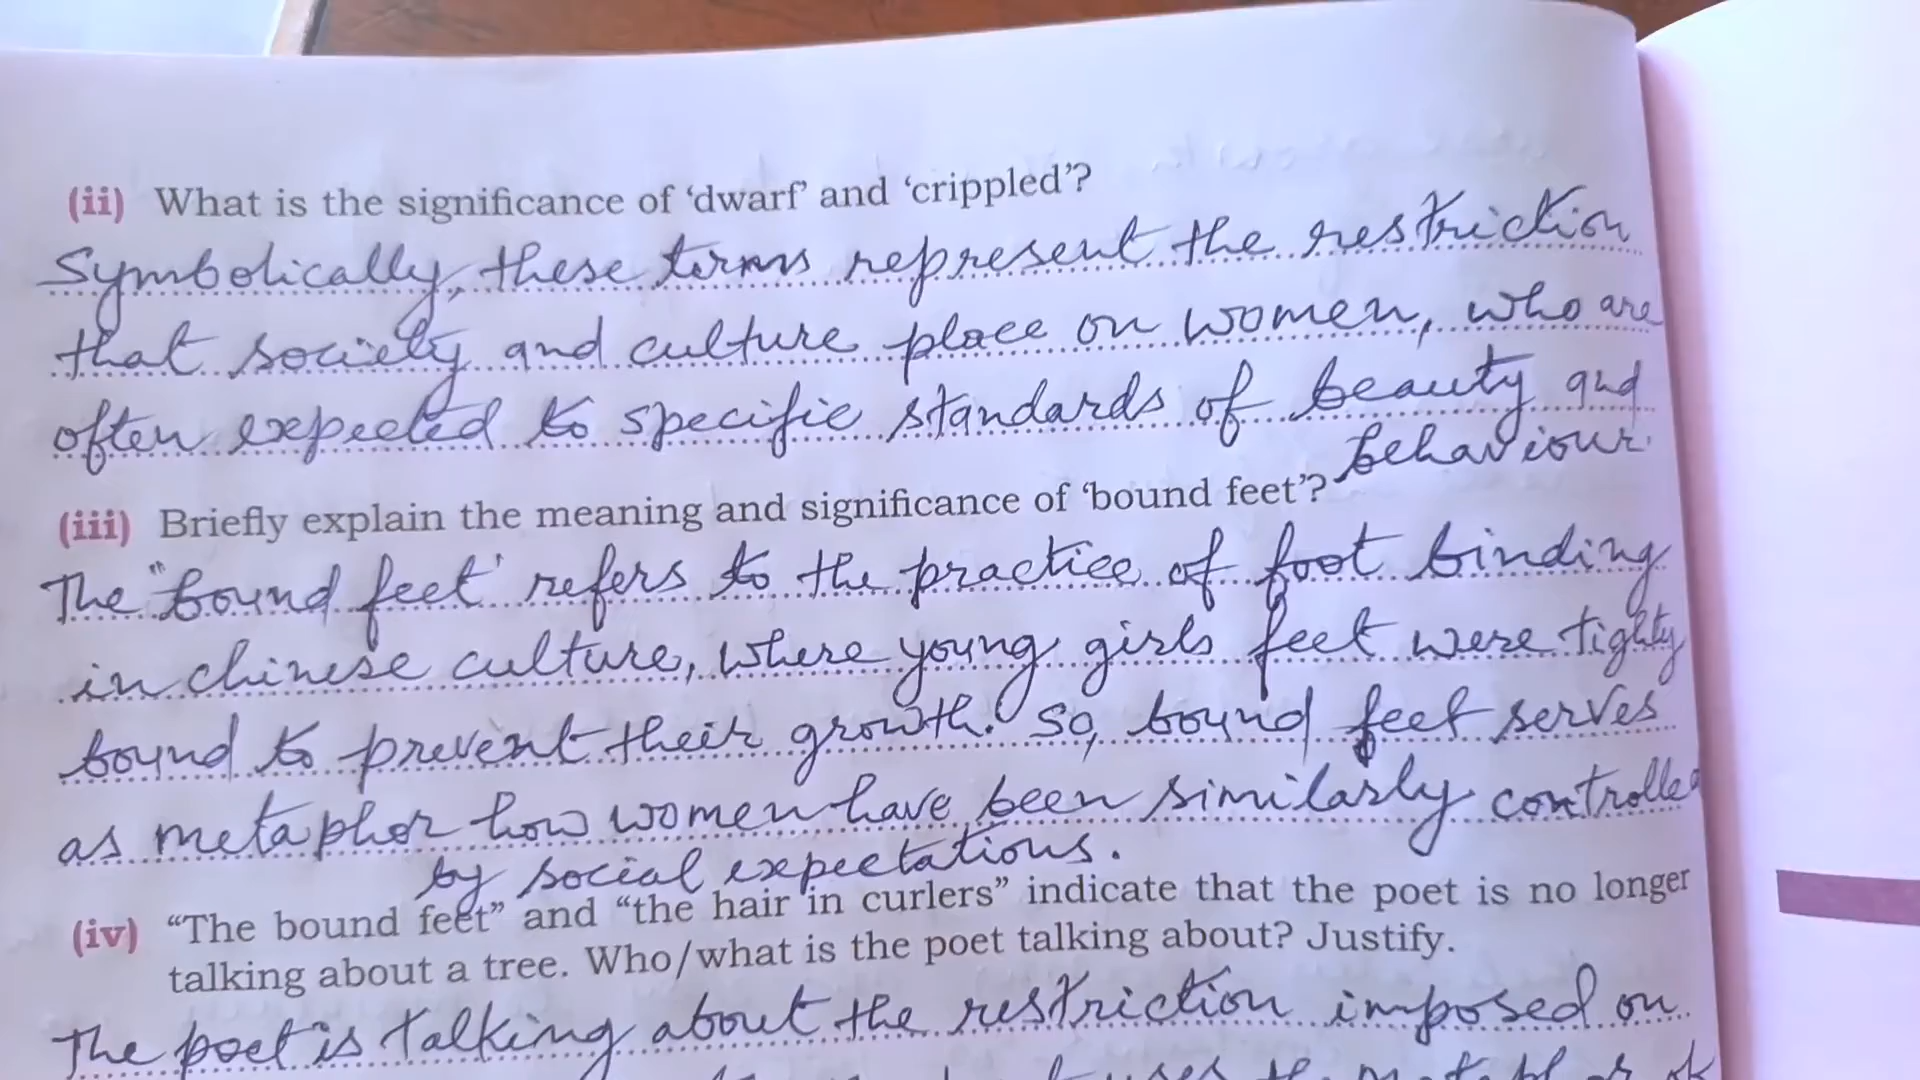 (ii) What is the significance of ‘dwarf’ and ‘crippled’?
Symbolically, these terms represent the restriction
that society and culture place on women, who are
often expected to specific standards of beauty and
behaviour.
(iii) Briefly explain the meaning and significance of ‘bound feet’?
The "bound feet' refers to the practice of foot binding
in chinese culture, where young girls feet were tighty
bound to prevent their growth. So, bound feet serves
as metaphor how women have been similarly controlled
by social expectations.
(iv) “The bound feet” and “the hair in curlers” indicate that the poet is no longer
talking about a tree. Who/what is the poet talking about? Justify.
The poet is talking about the restriction imposed on
uses the